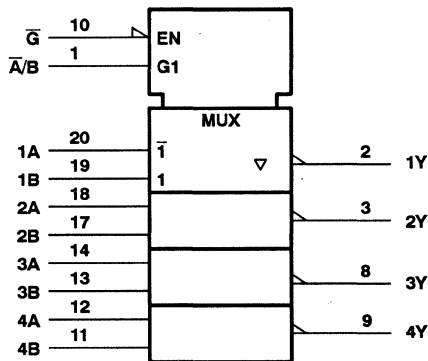 G̅ 10 EN
A̅/B 1 G1
MUX
1A 20 1̅ ▽ 2 1Y
1B 19 1
2A 18 3 2Y
2B 17
3A 14 8 3Y
3B 13
4A 12 9 4Y
4B 11